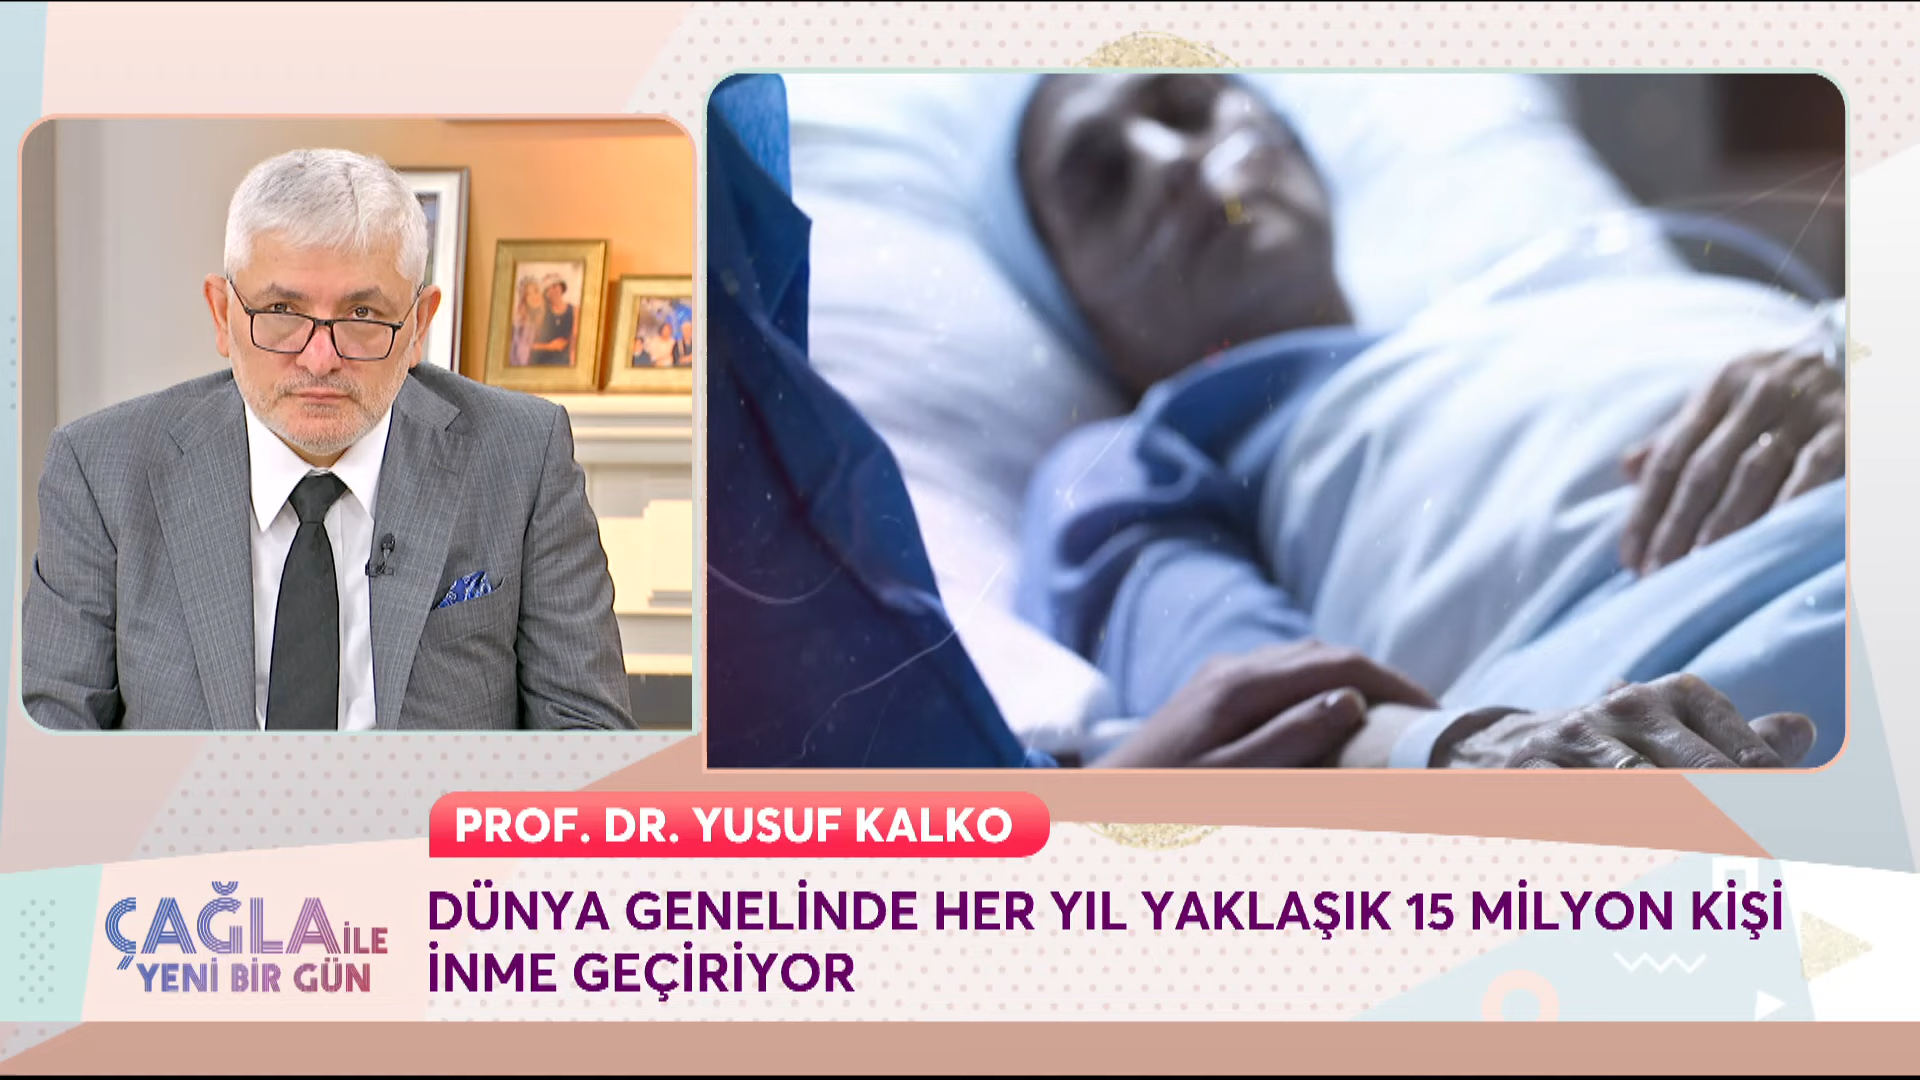 PROF. DR. YUSUF KALKO
DÜNYA GENELİNDE HER YIL YAKLAŞIK 15 MİLYON KİŞİ
İNME GEÇİRİYOR
ÇAĞLA İLE
YENİ BİR GÜN